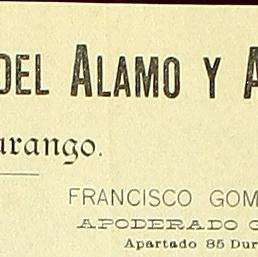 DEL ALAMO Y A
urango.
FRANCISCO GOM
APODERADO G
Apartado 85 Dur